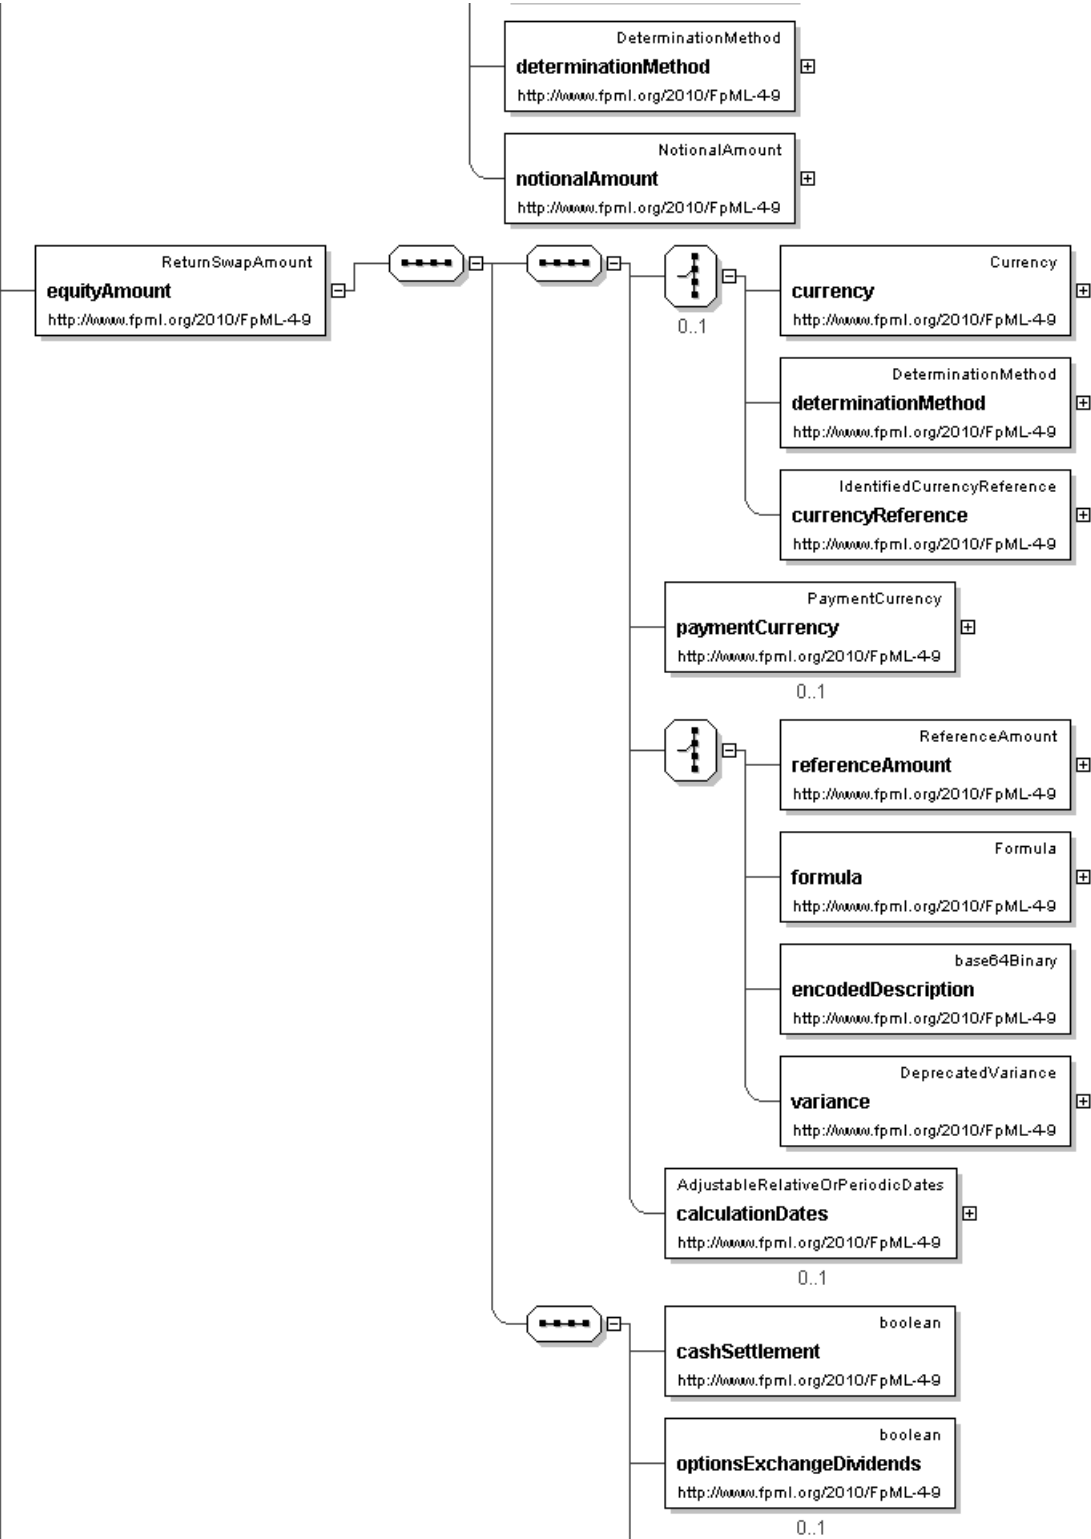 DeterminationMethod
determinationMethod
http://www.fpml.org/2010/FpML-4-9
NotionalAmount
notionalAmount
http://www.fpml.org/2010/FpML-4-9
ReturnSwapAmount
equityAmount
http://www.fpml.org/2010/FpML-4-9
0..1
Currency
currency
http://www.fpml.org/2010/FpML-4-9
DeterminationMethod
determinationMethod
http://www.fpml.org/2010/FpML-4-9
IdentifiedCurrencyReference
currencyReference
http://www.fpml.org/2010/FpML-4-9
PaymentCurrency
paymentCurrency
http://www.fpml.org/2010/FpML-4-9
0..1
ReferenceAmount
referenceAmount
http://www.fpml.org/2010/FpML-4-9
Formula
formula
http://www.fpml.org/2010/FpML-4-9
base64Binary
encodedDescription
http://www.fpml.org/2010/FpML-4-9
DeprecatedVariance
variance
http://www.fpml.org/2010/FpML-4-9
AdjustableRelativeOrPeriodicDates
calculationDates
http://www.fpml.org/2010/FpML-4-9
0..1
boolean
cashSettlement
http://www.fpml.org/2010/FpML-4-9
boolean
optionsExchangeDividends
http://www.fpml.org/2010/FpML-4-9
0..1